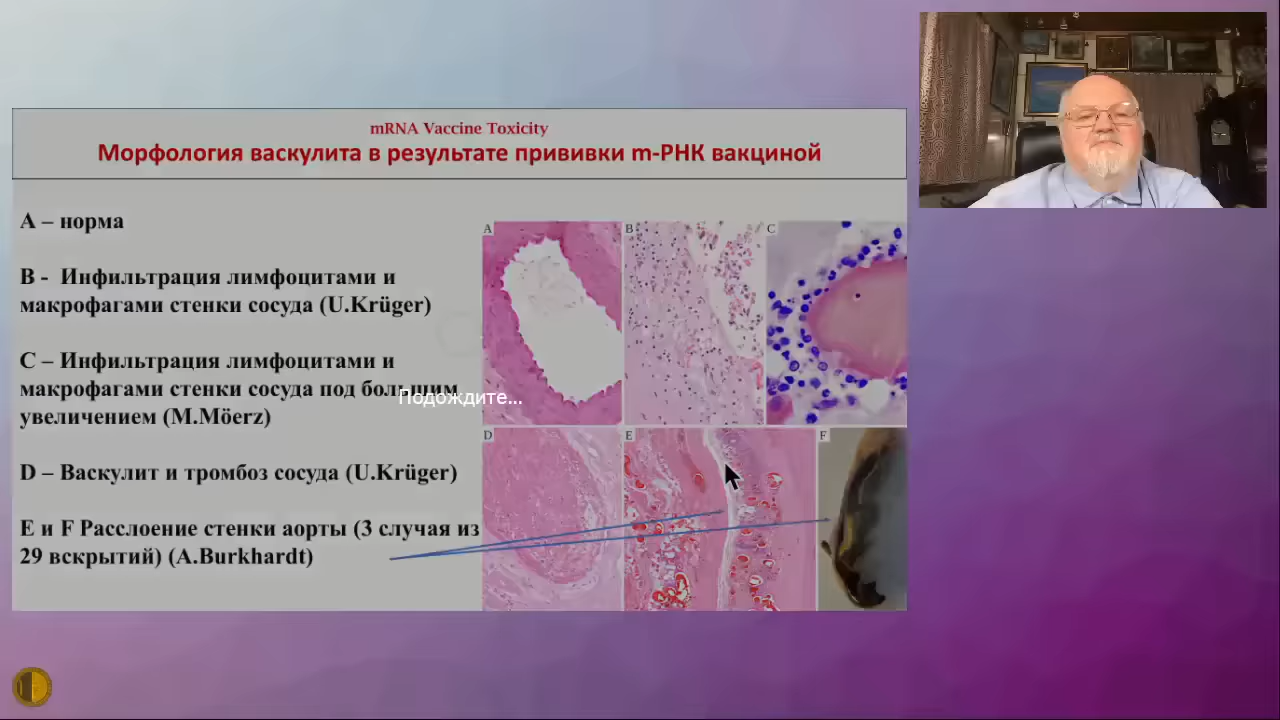 mRNA Vaccine Toxicity
Морфология васкулита в результате прививки m-РНК вакциной
A – норма
B - Инфильтрация лимфоцитами и
макрофагами стенки сосуда (U.Krüger)
C – Инфильтрация лимфоцитами и
макрофагами стенки сосуда под большим
увеличением (M.Möerz)
D – Васкулит и тромбоз сосуда (U.Krüger)
E и F Расслоение стенки аорты (3 случая из
29 вскрытий) (A.Burkhardt)
Подождите...
A
B
C
D
E
F